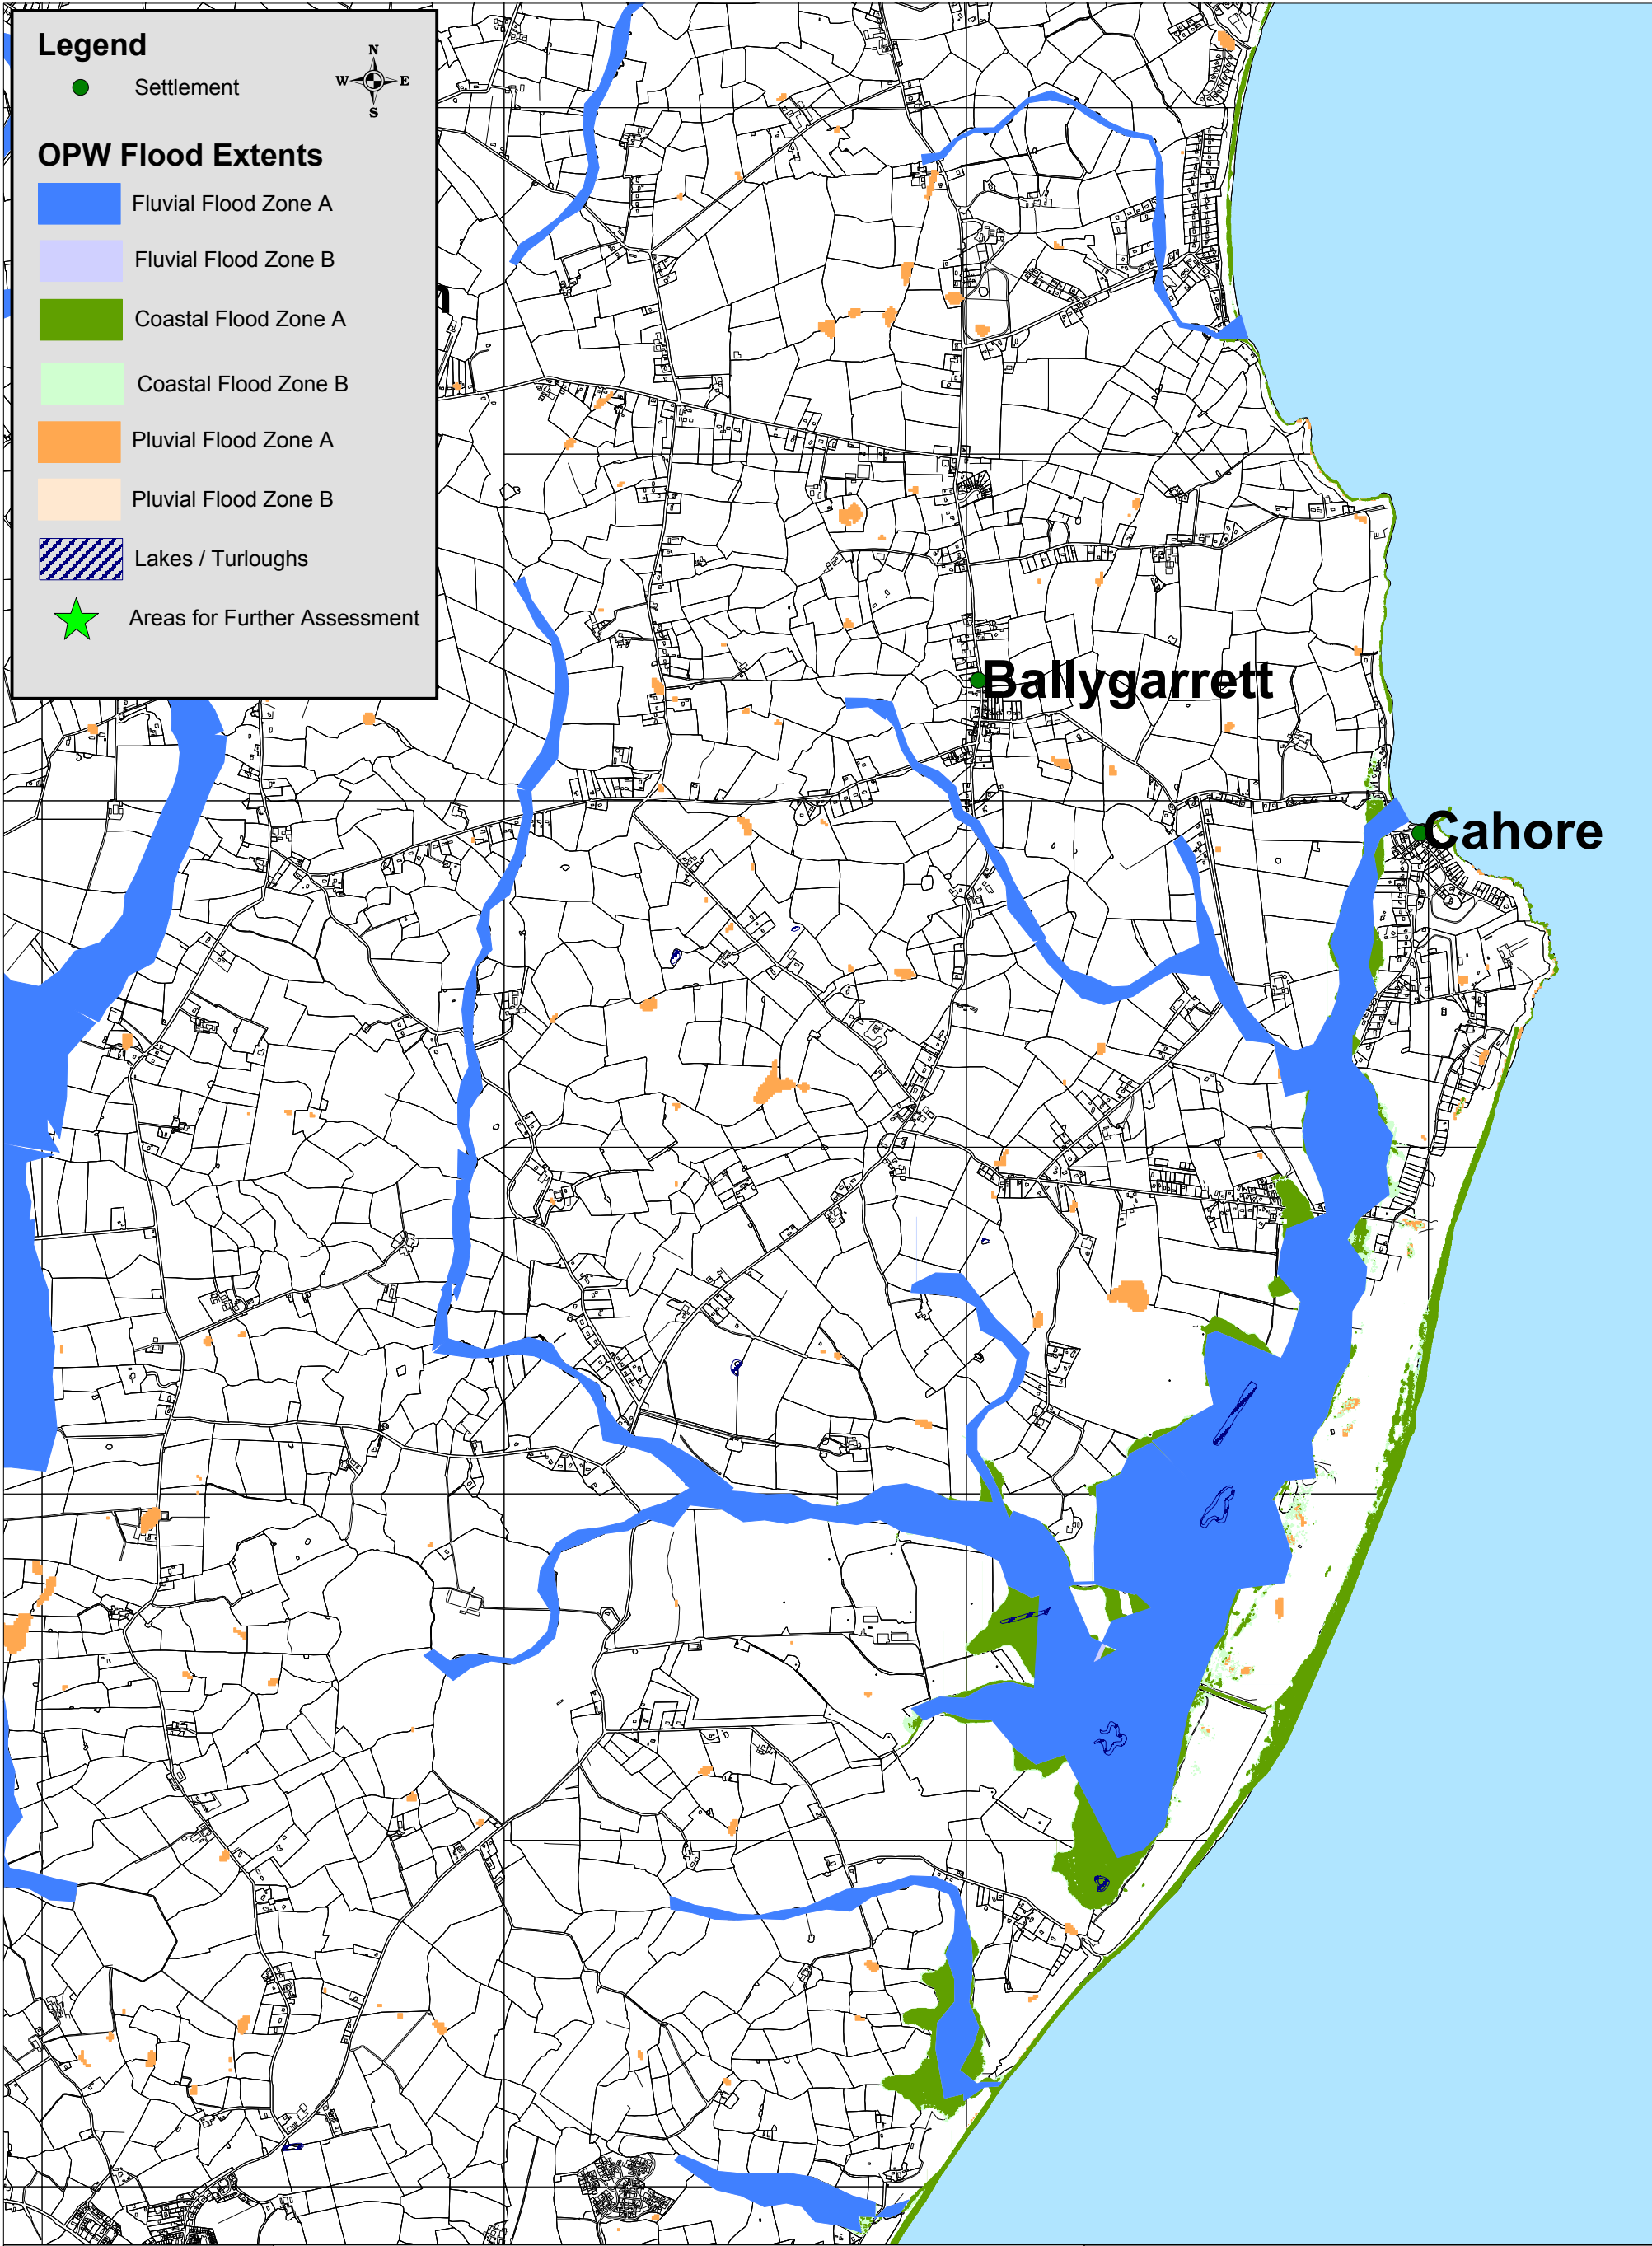 Legend
N
W E
S
Settlement
OPW Flood Extents
Fluvial Flood Zone A
Fluvial Flood Zone B
Coastal Flood Zone A
Coastal Flood Zone B
Pluvial Flood Zone A
Pluvial Flood Zone B
Lakes / Turloughs
Areas for Further Assessment
Ballygarrett
Cahore